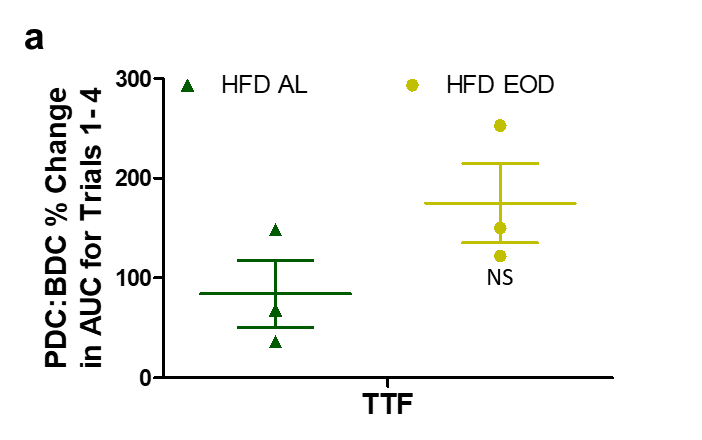 a
PDC:BDC % Change
in AUC for Trials 1-4
300
200
100
0
HFD AL
HFD EOD
NS
TTF